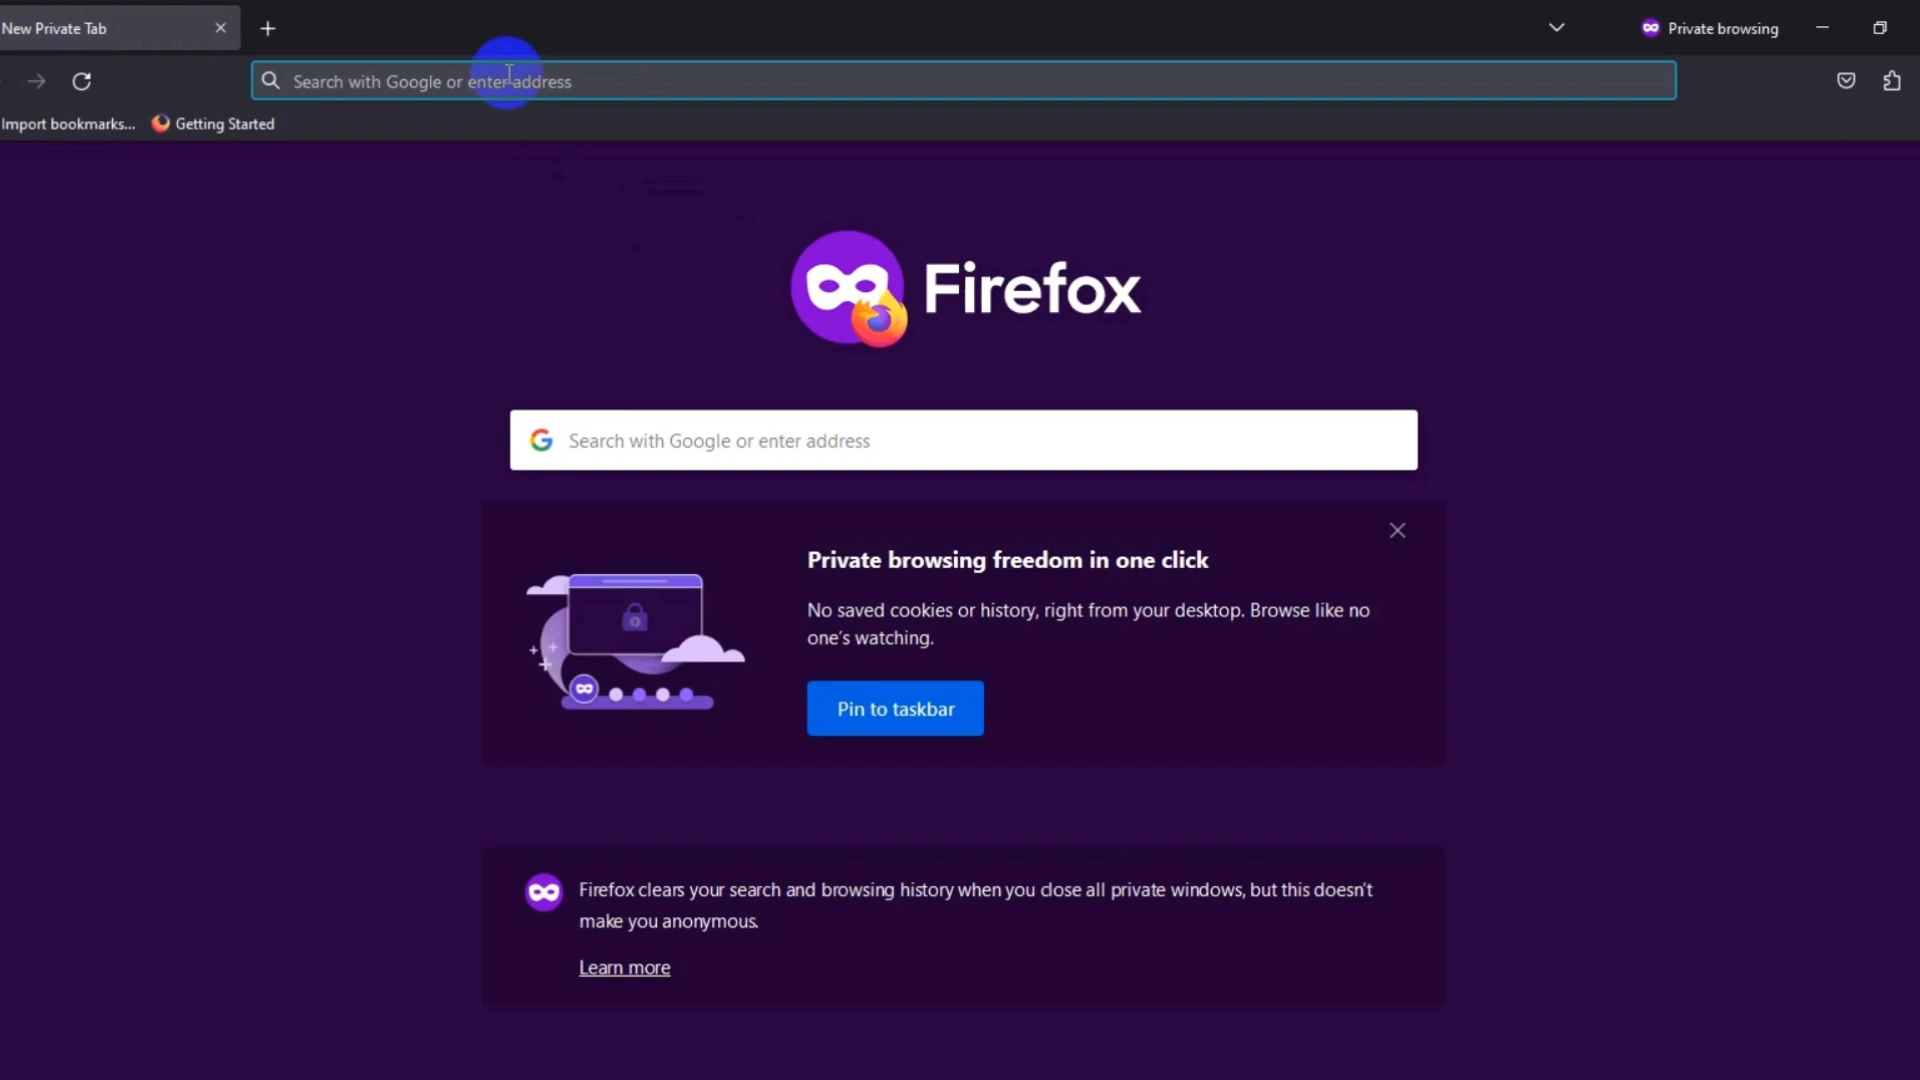 New Private Tab
Private browsing
Search with Google or enter address
Import bookmarks...
Getting Started
Firefox
Search with Google or enter address
Private browsing freedom in one click
No saved cookies or history, right from your desktop. Browse like no
one's watching.
Pin to taskbar
Firefox clears your search and browsing history when you close all private windows, but this doesn't
make you anonymous.
Learn more